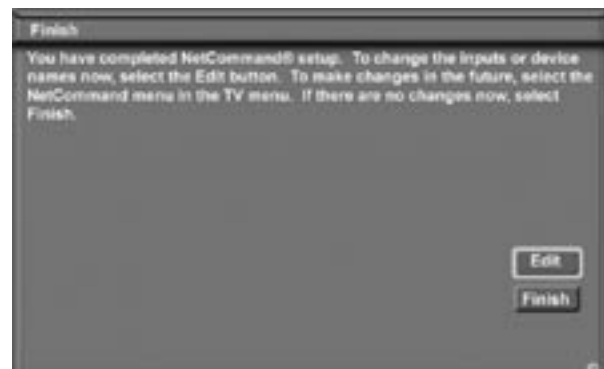 Finish
You have completed NetCommand® setup. To change the inputs or device
names now, select the Edit button. To make changes in the future, select the
NetCommand menu in the TV menu. If there are no changes now, select
Finish.
Edit
Finish